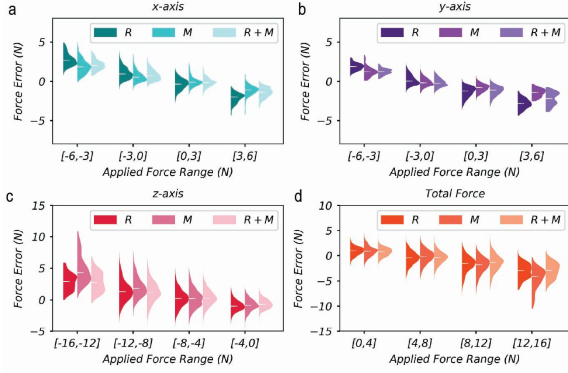 a
x-axis
R M R + M
Force Error (N)
5
0
−5
[-6,-3] [-3,0] [0,3] [3,6]
Applied Force Range (N)
b
y-axis
R M R + M
Force Error (N)
5
0
−5
[-6,-3] [-3,0] [0,3] [3,6]
Applied Force Range (N)
c
z-axis
R M R + M
Force Error (N)
15
10
5
0
−5
[-16,-12] [-12,-8] [-8,-4] [-4,0]
Applied Force Range (N)
d
Total Force
R M R + M
Force Error (N)
10
5
0
−5
−10
−15
[0,4] [4,8] [8,12] [12,16]
Applied Force Range (N)